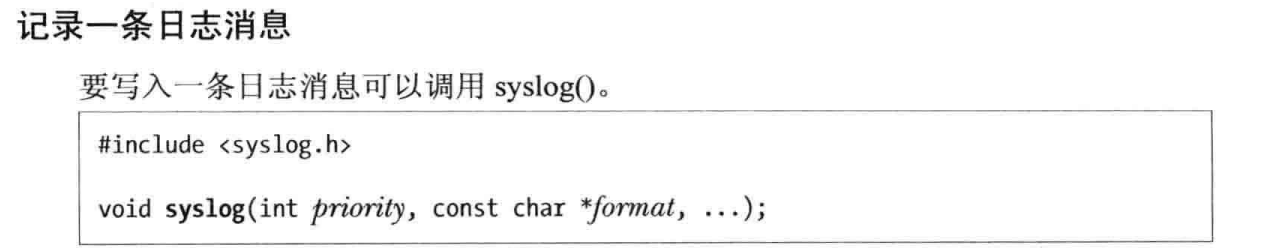 记录一条日志消息
要写入一条日志消息可以调用 syslog()。
#include <syslog.h>
void syslog(int priority, const char *format, ...);